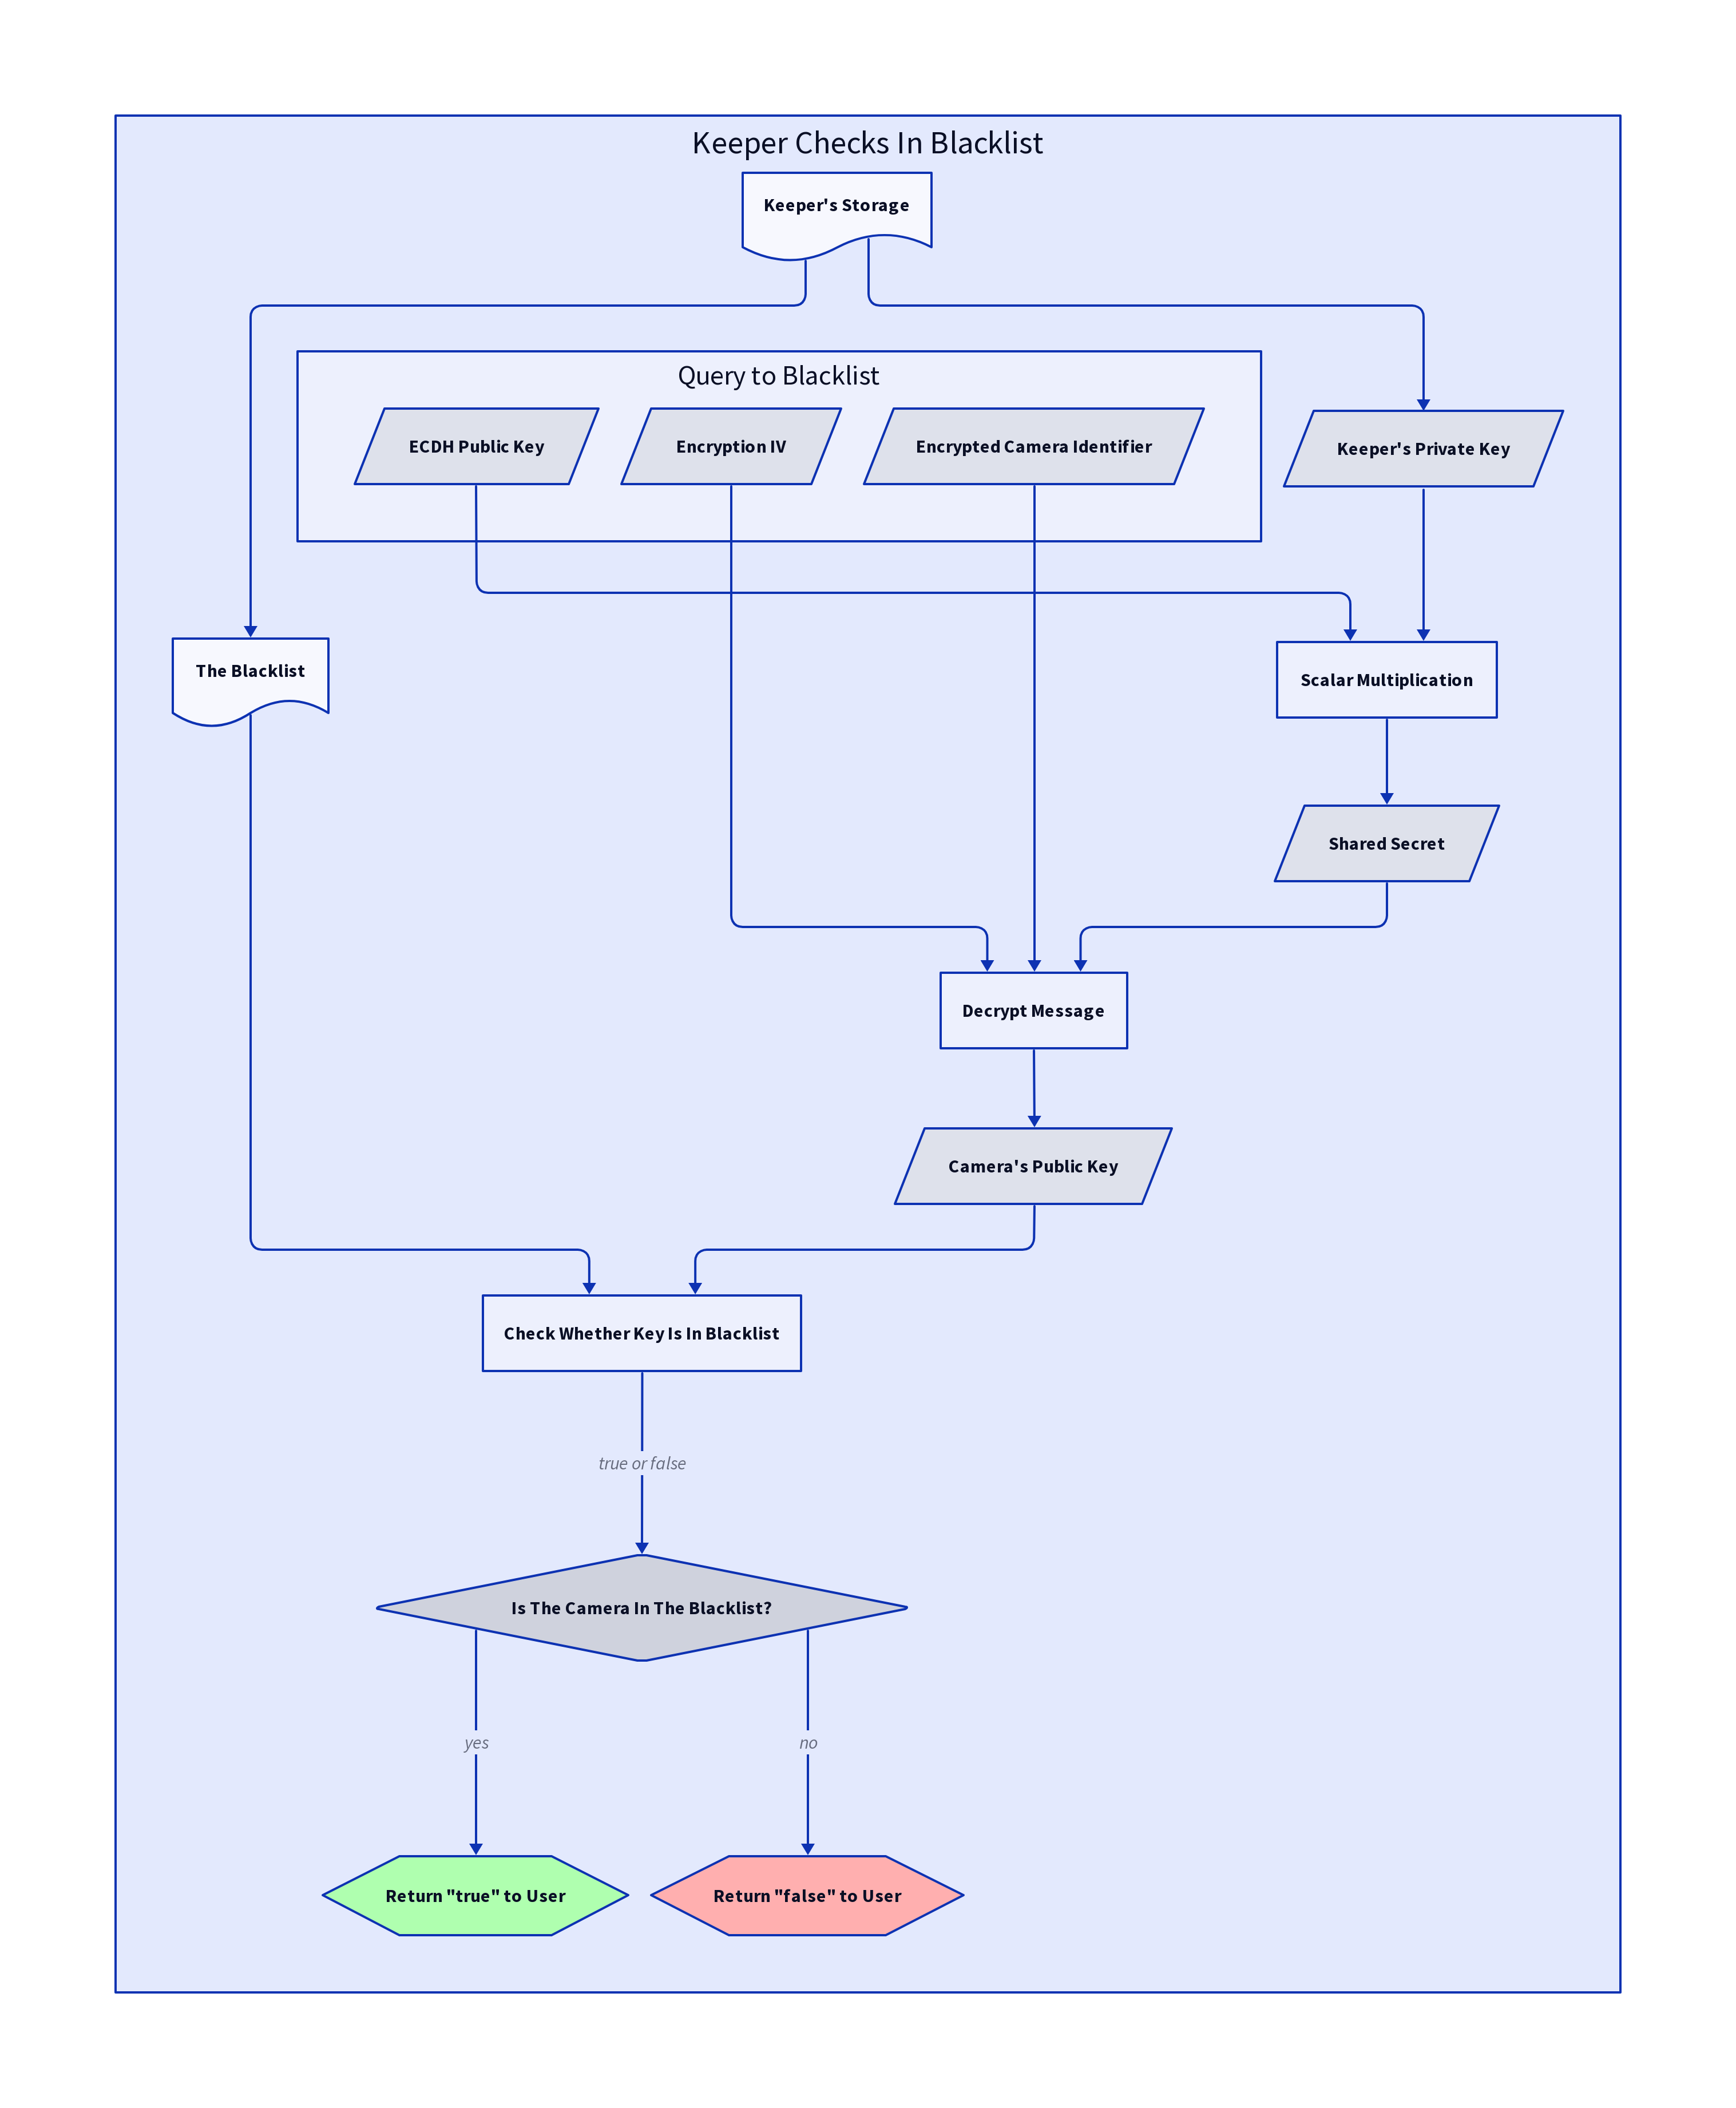 Keeper Checks In Blacklist
Keeper's Storage
Query to Blacklist
ECDH Public Key
Encryption IV
Encrypted Camera Identifier
Keeper's Private Key
The Blacklist
Scalar Multiplication
Shared Secret
Decrypt Message
Camera's Public Key
Check Whether Key Is In Blacklist
true or false
Is The Camera In The Blacklist?
yes
no
Return "true" to User
Return "false" to User